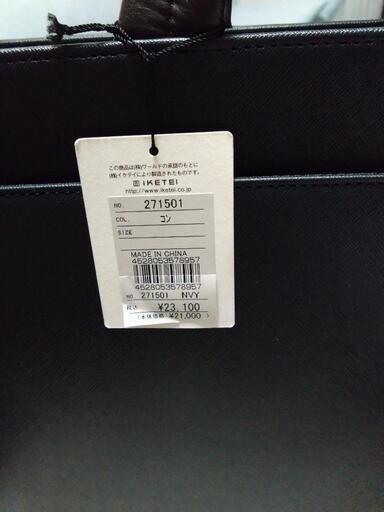 この商品は(株)ワールドの承認のもとに
(株)イケテイにより製造されたものです。
IKETEI
http://www.iketei.co.jp
NO. 271501
COL. コン
SIZE
MADE IN CHINA
4528053578957
4528053578957
NO. 271501 NVY
税込 ¥23,100
(本体価格 ¥21,000)